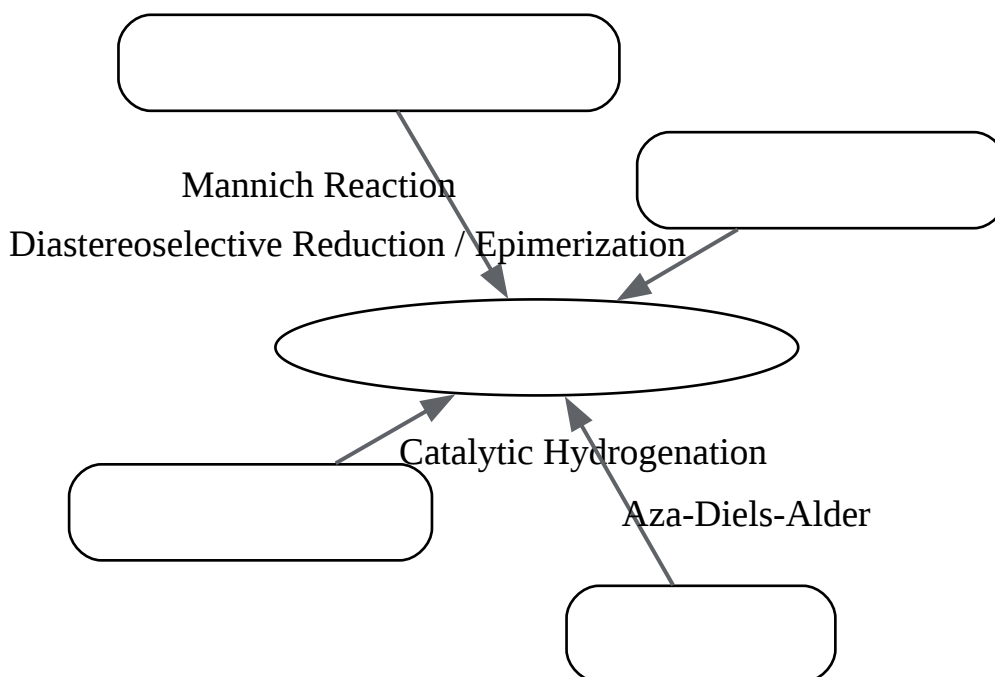 Mannich Reaction
Diastereoselective Reduction / Epimerization
Catalytic Hydrogenation
Aza-Diels-Alder